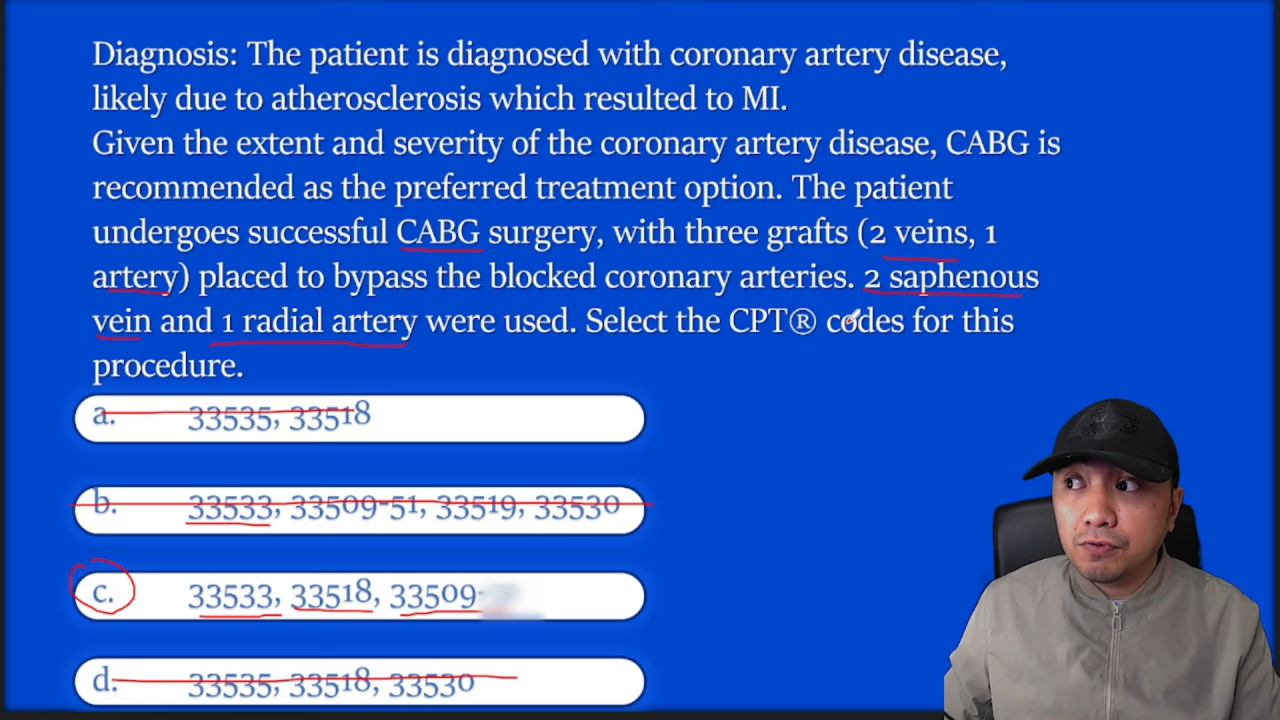 Diagnosis: The patient is diagnosed with coronary artery disease,
likely due to atherosclerosis which resulted to MI.
Given the extent and severity of the coronary artery disease, CABG is
recommended as the preferred treatment option. The patient
undergoes successful CABG surgery, with three grafts (2 veins, 1
artery) placed to bypass the blocked coronary arteries. 2 saphenous
vein and 1 radial artery were used. Select the CPT® codes for this
procedure.
a. 33535, 33518
b. 33533, 33509-51, 33519, 33530
c. 33533, 33518, 33509-
d. 33535, 33518, 33530